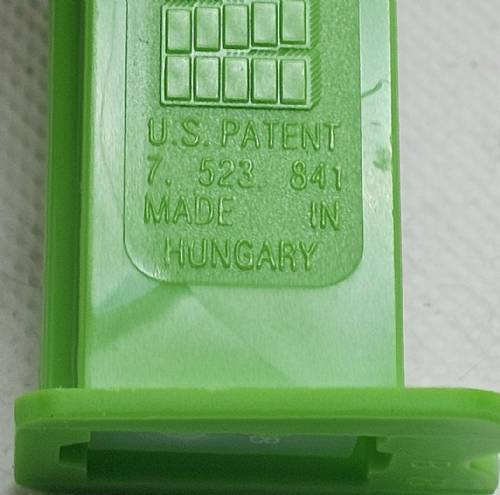 U.S. PATENT
7. 523. 841
MADE IN
HUNGARY